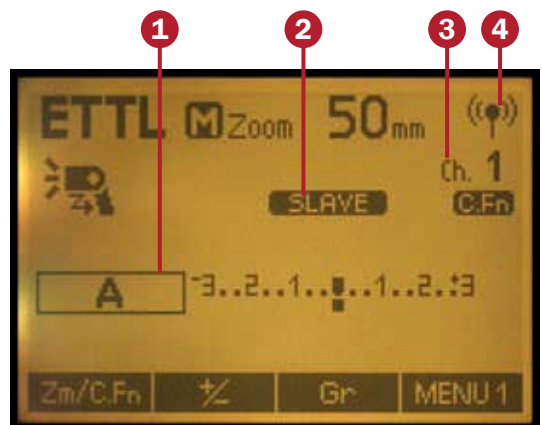 1 2 3 4
ETTL M Zoom 50mm
Ch. 1
SLAVE C.Fn
A -3..2..1..0..1..2..+3
Zm/C.Fn +/- Gr MENU 1